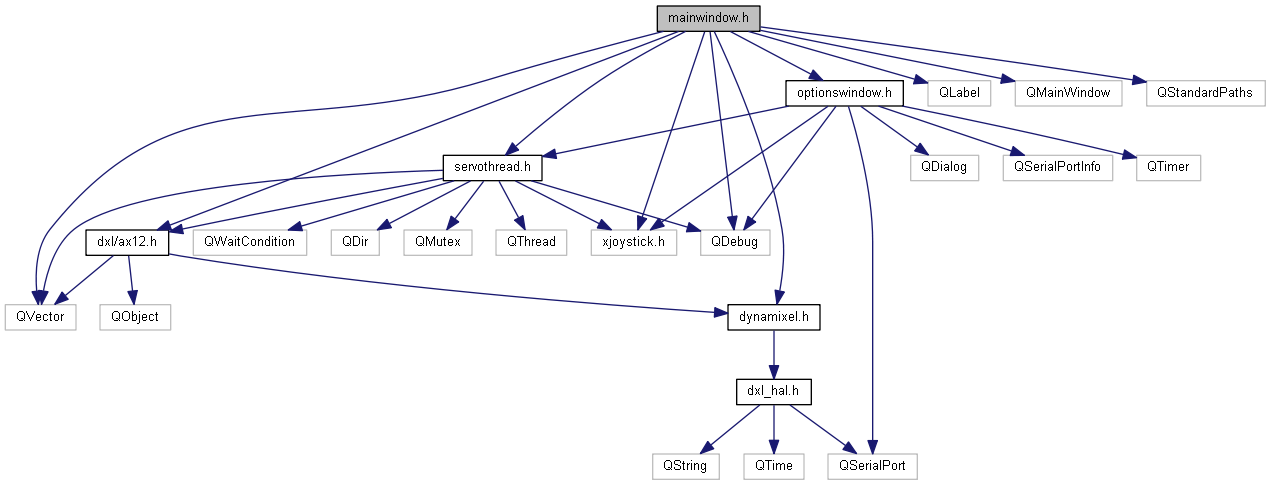 mainwindow.h
optionswindow.h
QLabel
QMainWindow
QStandardPaths
servothread.h
QDialog
QSerialPortInfo
QTimer
dxl/ax12.h
QWaitCondition
QDir
QMutex
QThread
xjoystick.h
QDebug
QVector
QObject
dynamixel.h
dxl_hal.h
QString
QTime
QSerialPort